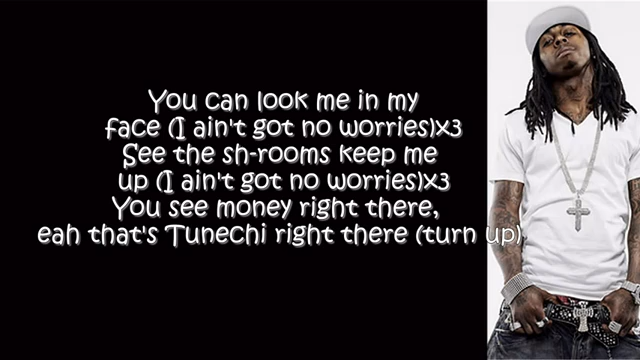 You can look me in my
face (I ain't got no worries)x3
See the sh-rooms keep me
up (I ain't got no worries)x3
You see money right there,
eah that's Tunechi right there (turn up)